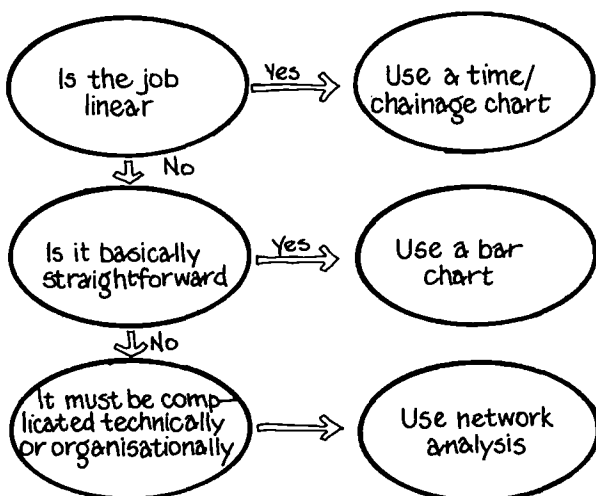 Is the job
linear
Yes
Use a time/
chainage chart
No
Is it basically
straightforward
Yes
Use a bar
chart
No
It must be comp-
licated technically
or organisationally
Use network
analysis